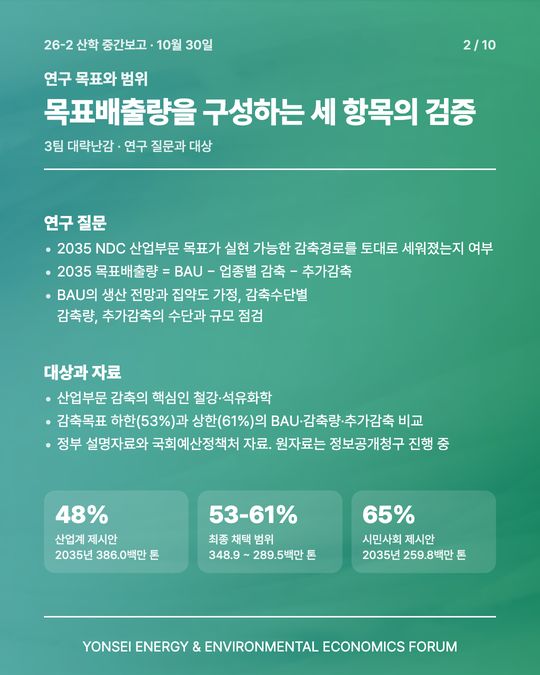 26-2 산학 중간보고 · 10월 30일
2 / 10
연구 목표와 범위
목표배출량을 구성하는 세 항목의 검증
3팀 대략난감 · 연구 질문과 대상
연구 질문
• 2035 NDC 산업부문 목표가 실현 가능한 감축경로를 토대로 세워졌는지 여부
• 2035 목표배출량 = BAU − 업종별 감축 − 추가감축
• BAU의 생산 전망과 집약도 가정, 감축수단별
감축량, 추가감축의 수단과 규모 점검
대상과 자료
• 산업부문 감축의 핵심인 철강·석유화학
• 감축목표 하한(53%)과 상한(61%)의 BAU·감축량·추가감축 비교
• 정부 설명자료와 국회예산정책처 자료. 원자료는 정보공개청구 진행 중
48%
산업계 제시안
2035년 386.0백만 톤
53-61%
최종 채택 범위
348.9 ~ 289.5백만 톤
65%
시민사회 제시안
2035년 259.8백만 톤
YONSEI ENERGY & ENVIRONMENTAL ECONOMICS FORUM